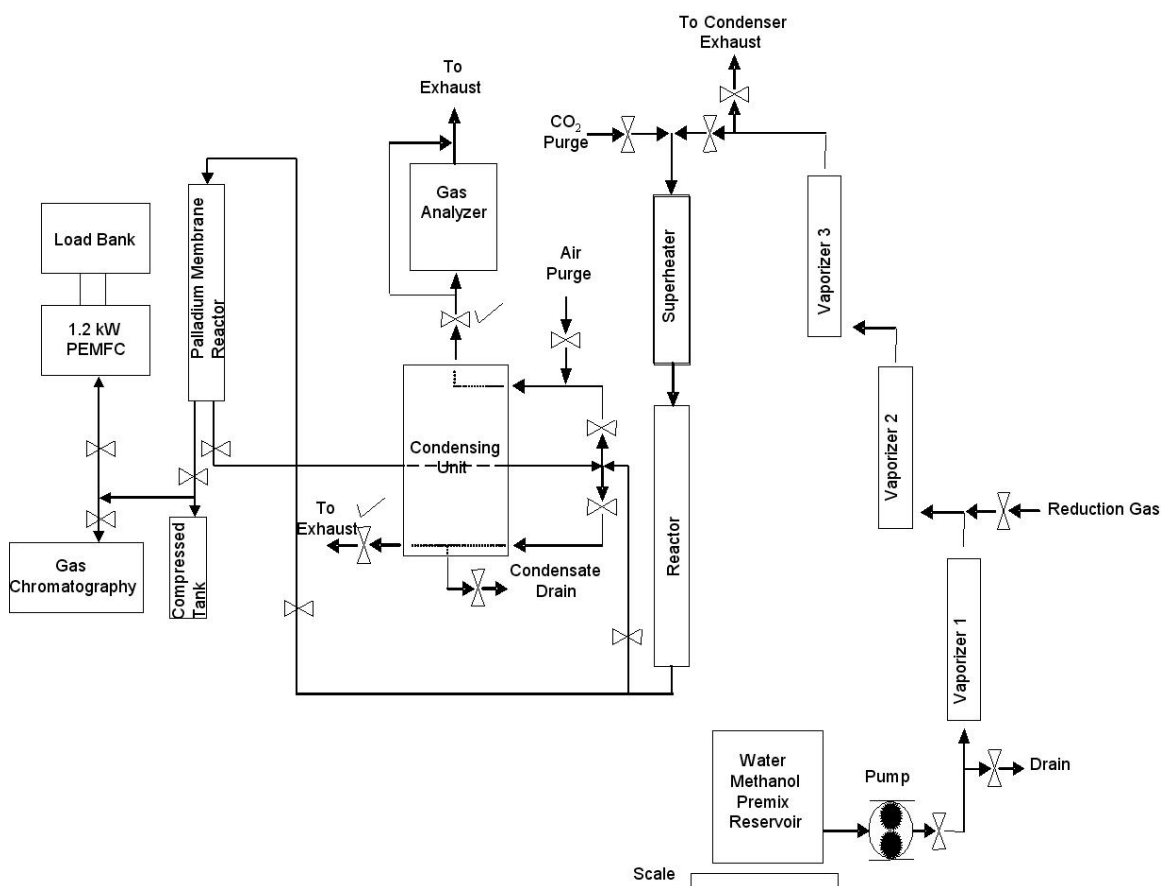 To Condenser
Exhaust
To
Exhaust
CO₂
Purge
Gas
Analyzer
Load Bank
1.2 kW
PEMFC
Palladium Membrane
Reactor
Air
Purge
Superheater
Vaporizer 3
Condensing
Unit
Vaporizer 2
To
Exhaust
Reduction Gas
Reactor
Gas
Chromatography
Compressed
Tank
Condensate
Drain
Vaporizer 1
Water
Methanol
Premix
Reservoir
Pump
Drain
Scale